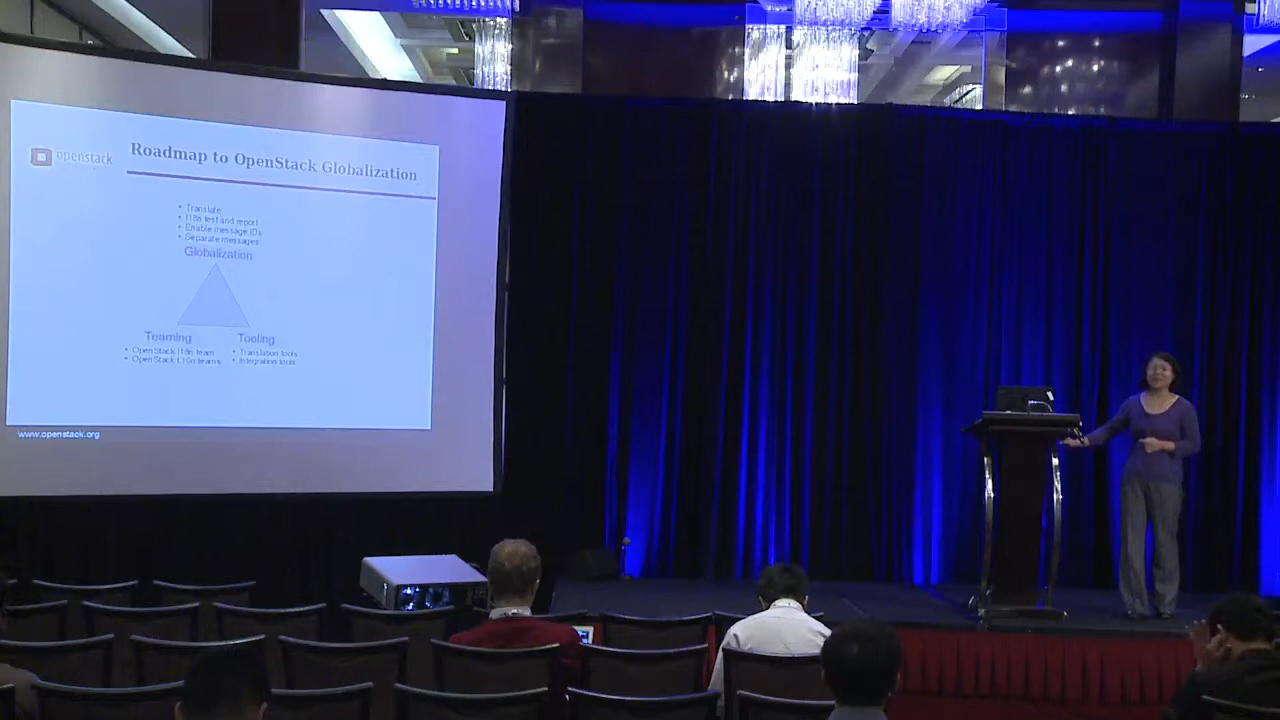 openstack
Roadmap to OpenStack Globalization
• Translate
• I18n test and report
• Enable message IDs
• Separate messages
Globalization
Teaming
• OpenStack I18n team
• OpenStack L10n teams
Tooling
• Translation tools
• Integration tools
www.openstack.org